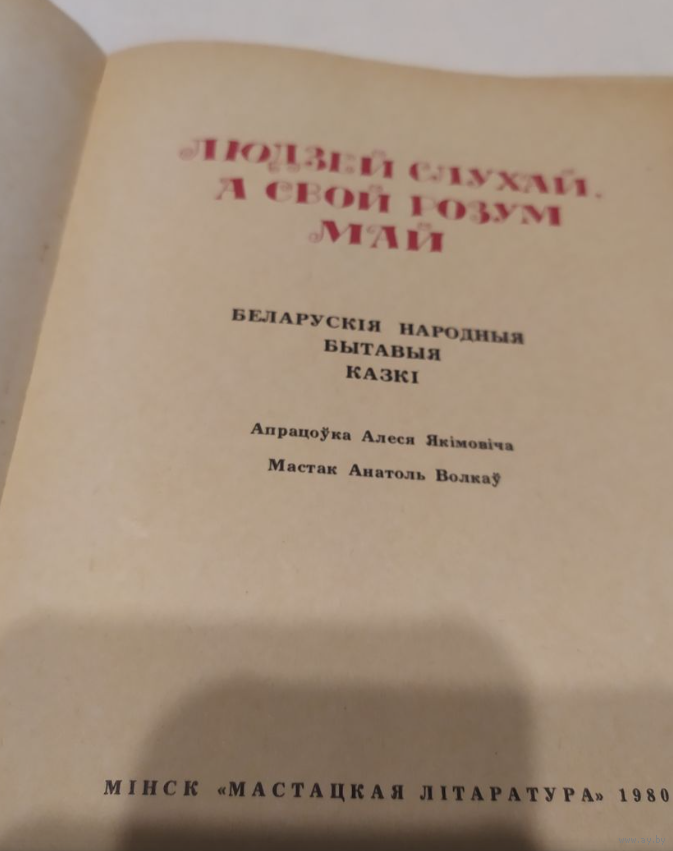 ЛЮДЗЕЙ СЛУХАЙ,
А СВОЙ РОЗУМ
МАЙ
БЕЛАРУСКІЯ НАРОДНЫЯ
БЫТАВЫЯ
КАЗКІ
Апрацоўка Алеся Якімовіча
Мастак Анатоль Волкаў
МІНСК «МАСТАЦКАЯ ЛІТАРАТУРА» 1980